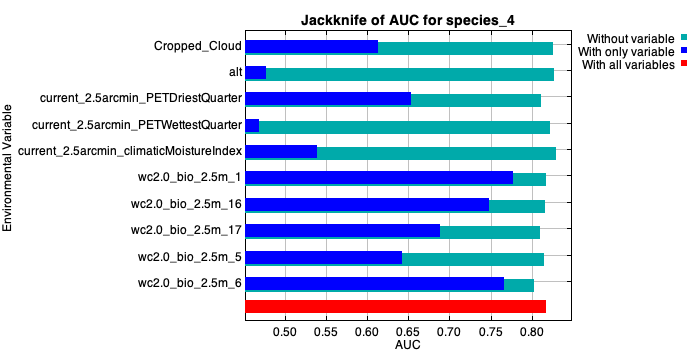 Jackknife of AUC for species_4
Without variable
With only variable
With all variables
Environmental Variable
Cropped_Cloud
alt
current_2.5arcmin_PETDriestQuarter
current_2.5arcmin_PETWettestQuarter
current_2.5arcmin_climaticMoistureIndex
wc2.0_bio_2.5m_1
wc2.0_bio_2.5m_16
wc2.0_bio_2.5m_17
wc2.0_bio_2.5m_5
wc2.0_bio_2.5m_6
0.50 0.55 0.60 0.65 0.70 0.75 0.80
AUC